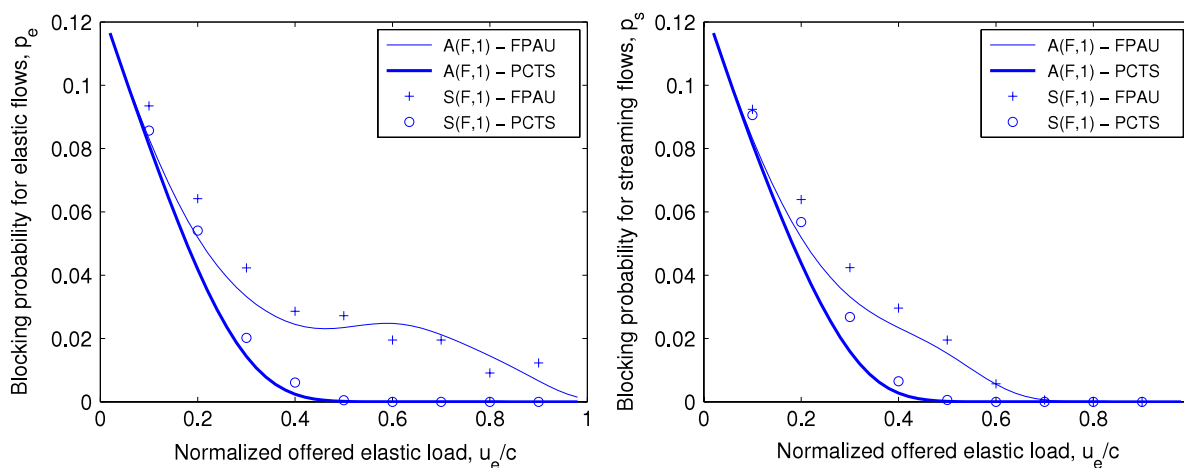 0.12
0.1
0.08
0.06
0.04
0.02
0
0
0.2
0.4
0.6
0.8
1
Blocking probability for elastic flows, p_e
Normalized offered elastic load, u_e/c
A(F,1) – FPAU
A(F,1) – PCTS
S(F,1) – FPAU
S(F,1) – PCTS
0.12
0.1
0.08
0.06
0.04
0.02
0
0
0.2
0.4
0.6
0.8
Blocking probability for streaming flows, p_s
Normalized offered elastic load, u_e/c
A(F,1) – FPAU
A(F,1) – PCTS
S(F,1) – FPAU
S(F,1) – PCTS